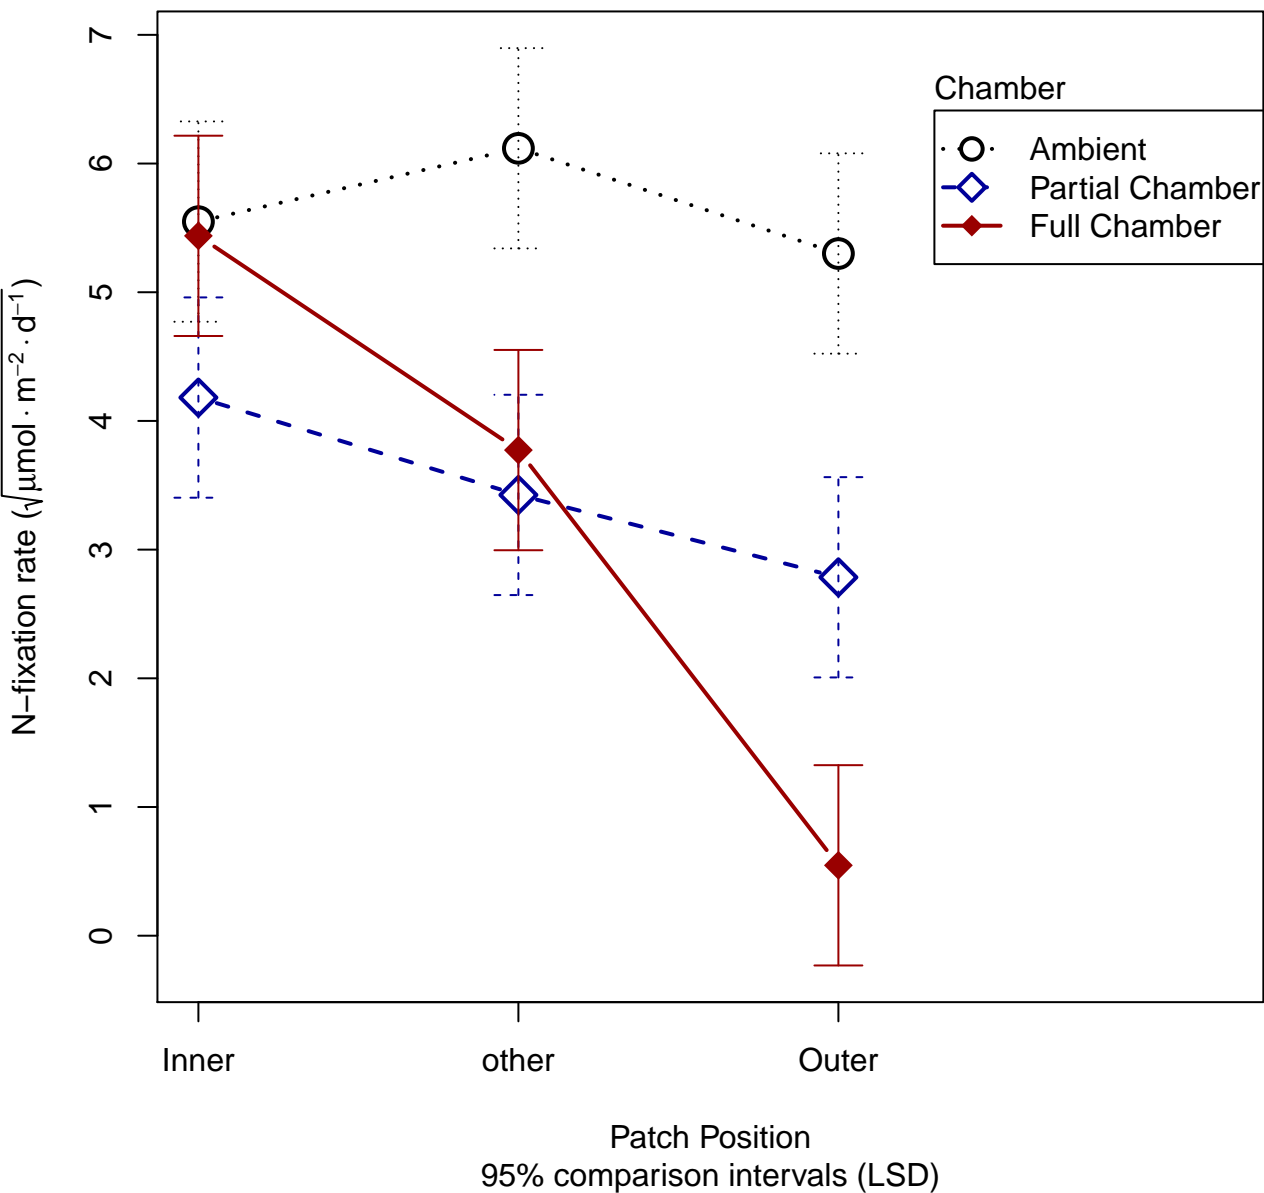 N−fixation rate (√μmol⋅m⁻²⋅d⁻¹)
7
6
5
4
3
2
1
0
Chamber
Ambient
Partial Chamber
Full Chamber
Inner
other
Outer
Patch Position
95% comparison intervals (LSD)